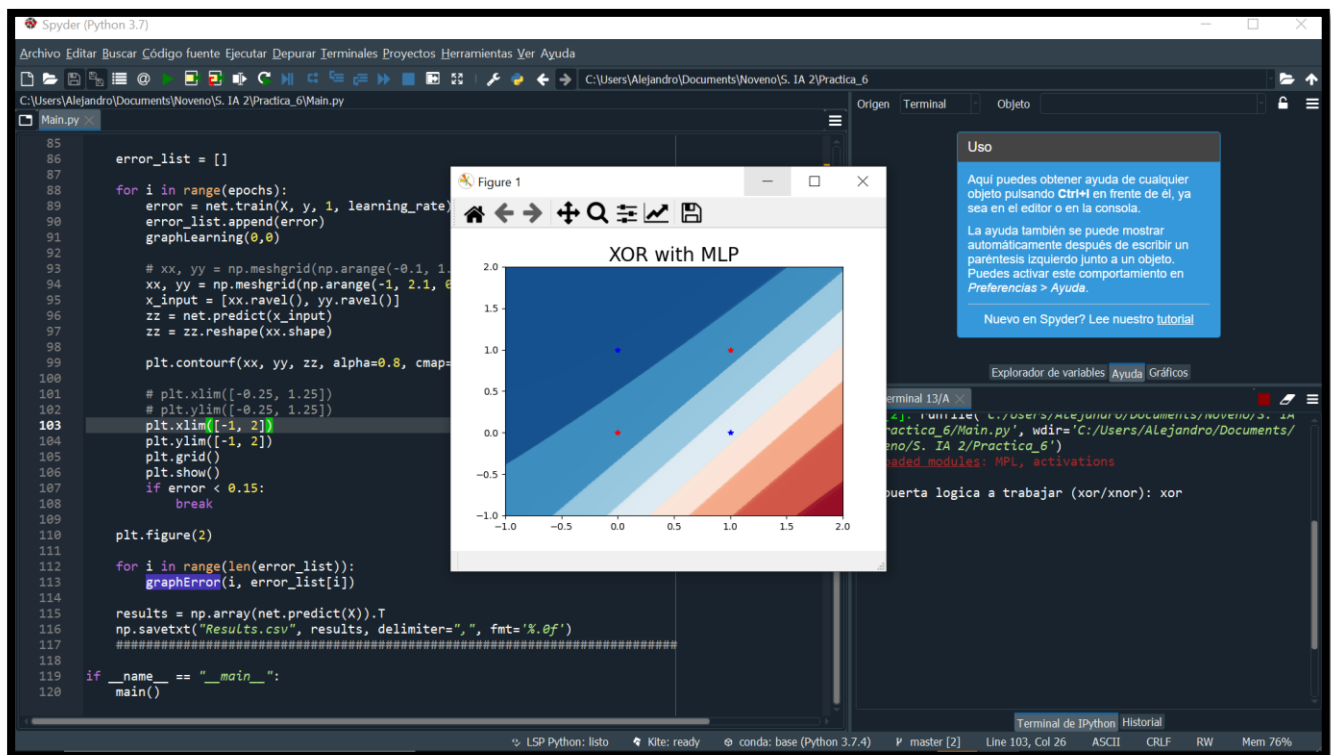 Spyder (Python 3.7)
Archivo Editar Buscar Código fuente Ejecutar Depurar Terminales Proyectos Herramientas Ver Ayuda
C:\Users\Alejandro\Documents\Noveno\S. IA 2\Practica_6
C:\Users\Alejandro\Documents\Noveno\S. IA 2\Practica_6\Main.py
Main.py
85
86 error_list = []
87
88 for i in range(epochs):
89 error = net.train(X, y, 1, learning_rate)
90 error_list.append(error)
91 graphLearning(0,0)
92
93 # xx, yy = np.meshgrid(np.arange(-0.1, 1.
94 xx, yy = np.meshgrid(np.arange(-1, 2.1, 0
95 x_input = [xx.ravel(), yy.ravel()]
96 zz = net.predict(x_input)
97 zz = zz.reshape(xx.shape)
98
99 plt.contourf(xx, yy, zz, alpha=0.8, cmap=
100
101 # plt.xlim([-0.25, 1.25])
102 # plt.ylim([-0.25, 1.25])
103 plt.xlim([-1, 2])
104 plt.ylim([-1, 2])
105 plt.grid()
106 plt.show()
107 if error < 0.15:
108 break
109
110 plt.figure(2)
111
112 for i in range(len(error_list)):
113 graphError(i, error_list[i])
114
115 results = np.array(net.predict(X)).T
116 np.savetxt("Results.csv", results, delimiter=",", fmt='%.0f')
117 ###########################################################################
118
119 if __name__ == "__main__":
120 main()
Figure 1
XOR with MLP
2.0
1.5
1.0
0.5
0.0
−0.5
−1.0
−1.0 −0.5 0.0 0.5 1.0 1.5 2.0
Origen Terminal Objeto
Uso
Aquí puedes obtener ayuda de cualquier
objeto pulsando Ctrl+I en frente de él, ya
sea en el editor o en la consola.
La ayuda también se puede mostrar
automáticamente después de escribir un
paréntesis izquierdo junto a un objeto.
Puedes activar este comportamiento en
Preferencias > Ayuda.
Nuevo en Spyder? Lee nuestro tutorial
Explorador de variables Ayuda Gráficos
erminal 13/A
[2]: runfile('C:/Users/Alejandro/Documents/Noveno/S. IA
ractica_6/Main.py', wdir='C:/Users/Alejandro/Documents/
eno/S. IA 2/Practica_6')
aded modules: MPL, activations
puerta logica a trabajar (xor/xnor): xor
Terminal de IPython Historial
LSP Python: listo Kite: ready conda: base (Python 3.7.4) master [2] Line 103, Col 26 ASCII CRLF RW Mem 76%